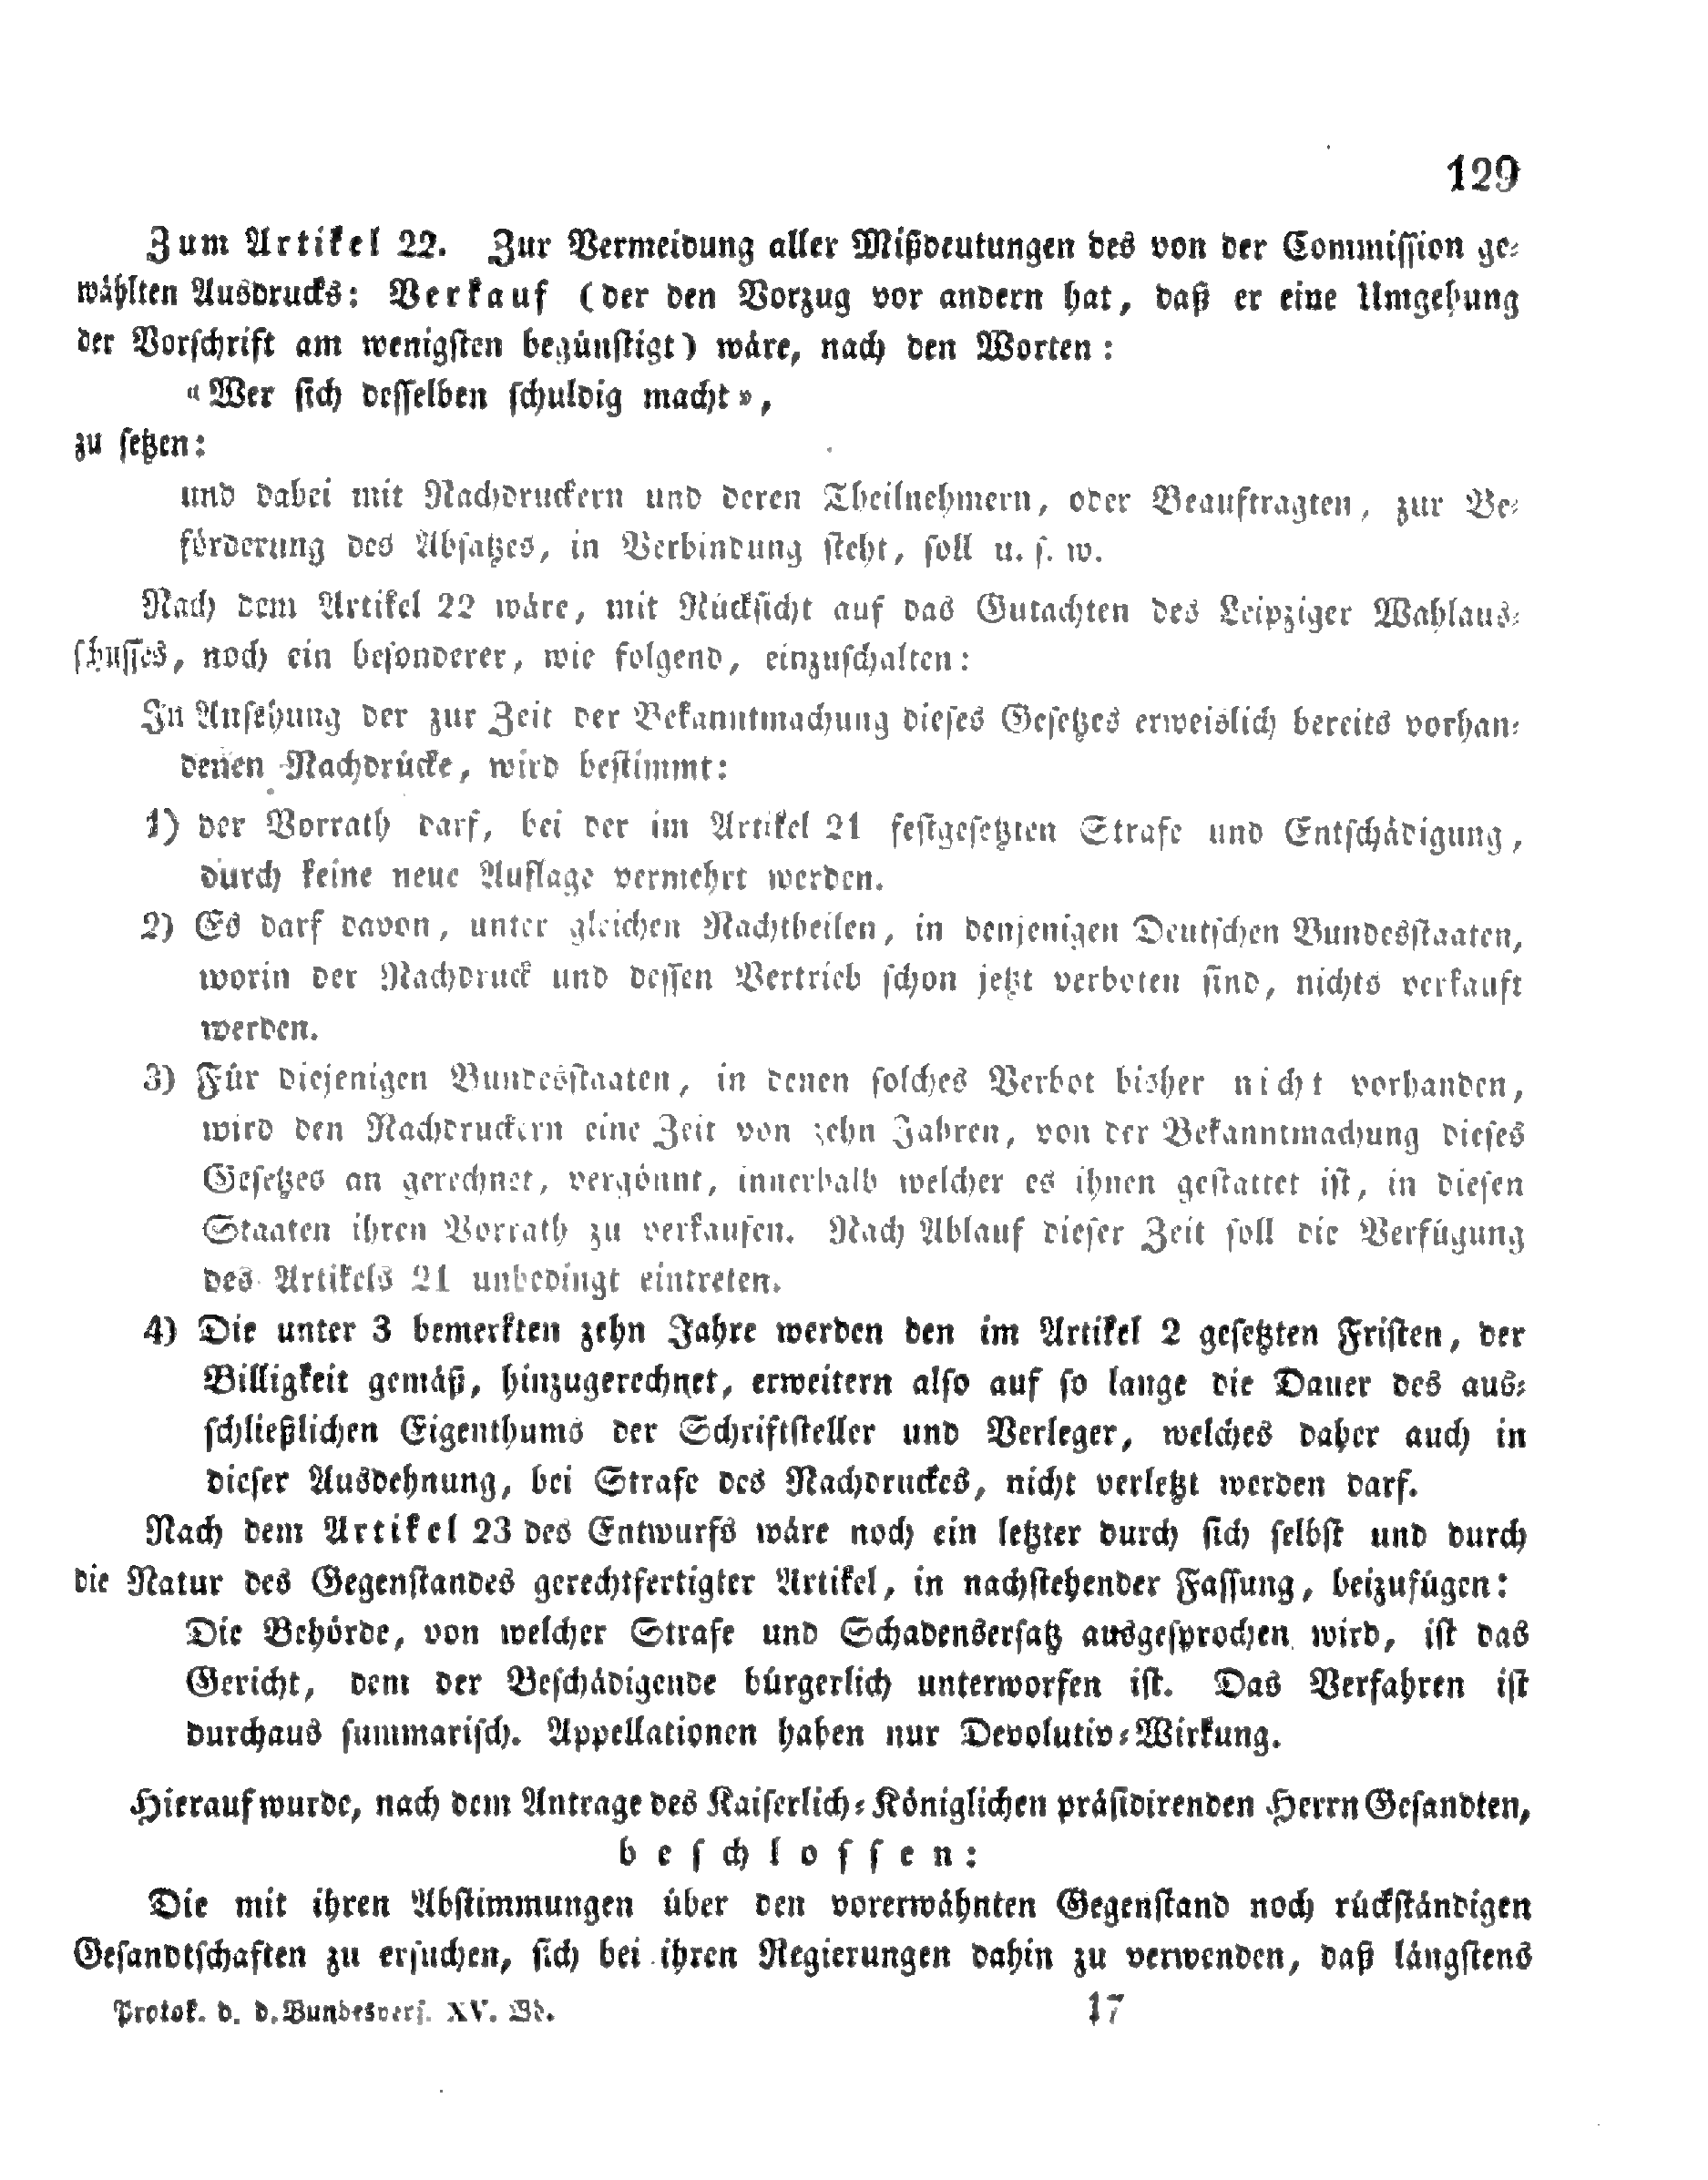 129
Zum Artikel 22. Zur Vermeidung aller Mißdeutungen des von der Commission ge-
wählten Ausdrucks: Verkauf (der den Vorzug vor andern hat, daß er eine Umgehung
der Vorschrift am wenigsten begünstigt) wäre, nach den Worten:
«Wer sich desselben schuldig macht»,
zu setzen:
und dabei mit Nachdruckern und deren Theilnehmern, oder Beauftragten, zur Be-
förderung des Absatzes, in Verbindung steht, soll u. s. w.
Nach dem Artikel 22 wäre, mit Rücksicht auf das Gutachten des Leipziger Wahlaus-
schusses, noch ein besonderer, wie folgend, einzuschalten:
In Ansehung der zur Zeit der Bekanntmachung dieses Gesetzes erweislich bereits vorhan-
denen Nachdrücke, wird bestimmt:
1) der Vorrath darf, bei der im Artikel 21 festgesetzten Strafe und Entschädigung,
durch keine neue Auflage vermehrt werden.
2) Es darf davon, unter gleichen Nachtheilen, in denjenigen Deutschen Bundesstaaten,
worin der Nachdruck und dessen Vertrieb schon jetzt verboten sind, nichts verkauft
werden.
3) Für diejenigen Bundesstaaten, in denen solches Verbot bisher nicht vorhanden,
wird den Nachdruckern eine Zeit von zehn Jahren, von der Bekanntmachung dieses
Gesetzes an gerechnet, vergönnt, innerhalb welcher es ihnen gestattet ist, in diesen
Staaten ihren Vorrath zu verkaufen. Nach Ablauf dieser Zeit soll die Verfügung
des Artikels 21 unbedingt eintreten.
4) Die unter 3 bemerkten zehn Jahre werden den im Artikel 2 gesetzten Fristen, der
Billigkeit gemäß, hinzugerechnet, erweitern also auf so lange die Dauer des aus-
schließlichen Eigenthums der Schriftsteller und Verleger, welches daher auch in
dieser Ausdehnung, bei Strafe des Nachdruckes, nicht verletzt werden darf.
Nach dem Artikel 23 des Entwurfs wäre noch ein letzter durch sich selbst und durch
die Natur des Gegenstandes gerechtfertigter Artikel, in nachstehender Fassung, beizufügen:
Die Behörde, von welcher Strafe und Schadensersatz ausgesprochen wird, ist das
Gericht, dem der Beschädigende bürgerlich unterworfen ist. Das Verfahren ist
durchaus summarisch. Appellationen haben nur Devolutiv-Wirkung.
Hierauf wurde, nach dem Antrage des Kaiserlich-Königlichen präsidirenden Herrn Gesandten,
beschlossen:
Die mit ihren Abstimmungen über den vorerwähnten Gegenstand noch rückständigen
Gesandtschaften zu ersuchen, sich bei ihren Regierungen dahin zu verwenden, daß längstens
Protok. d. d. Bundesvers. XV. Bd. 17